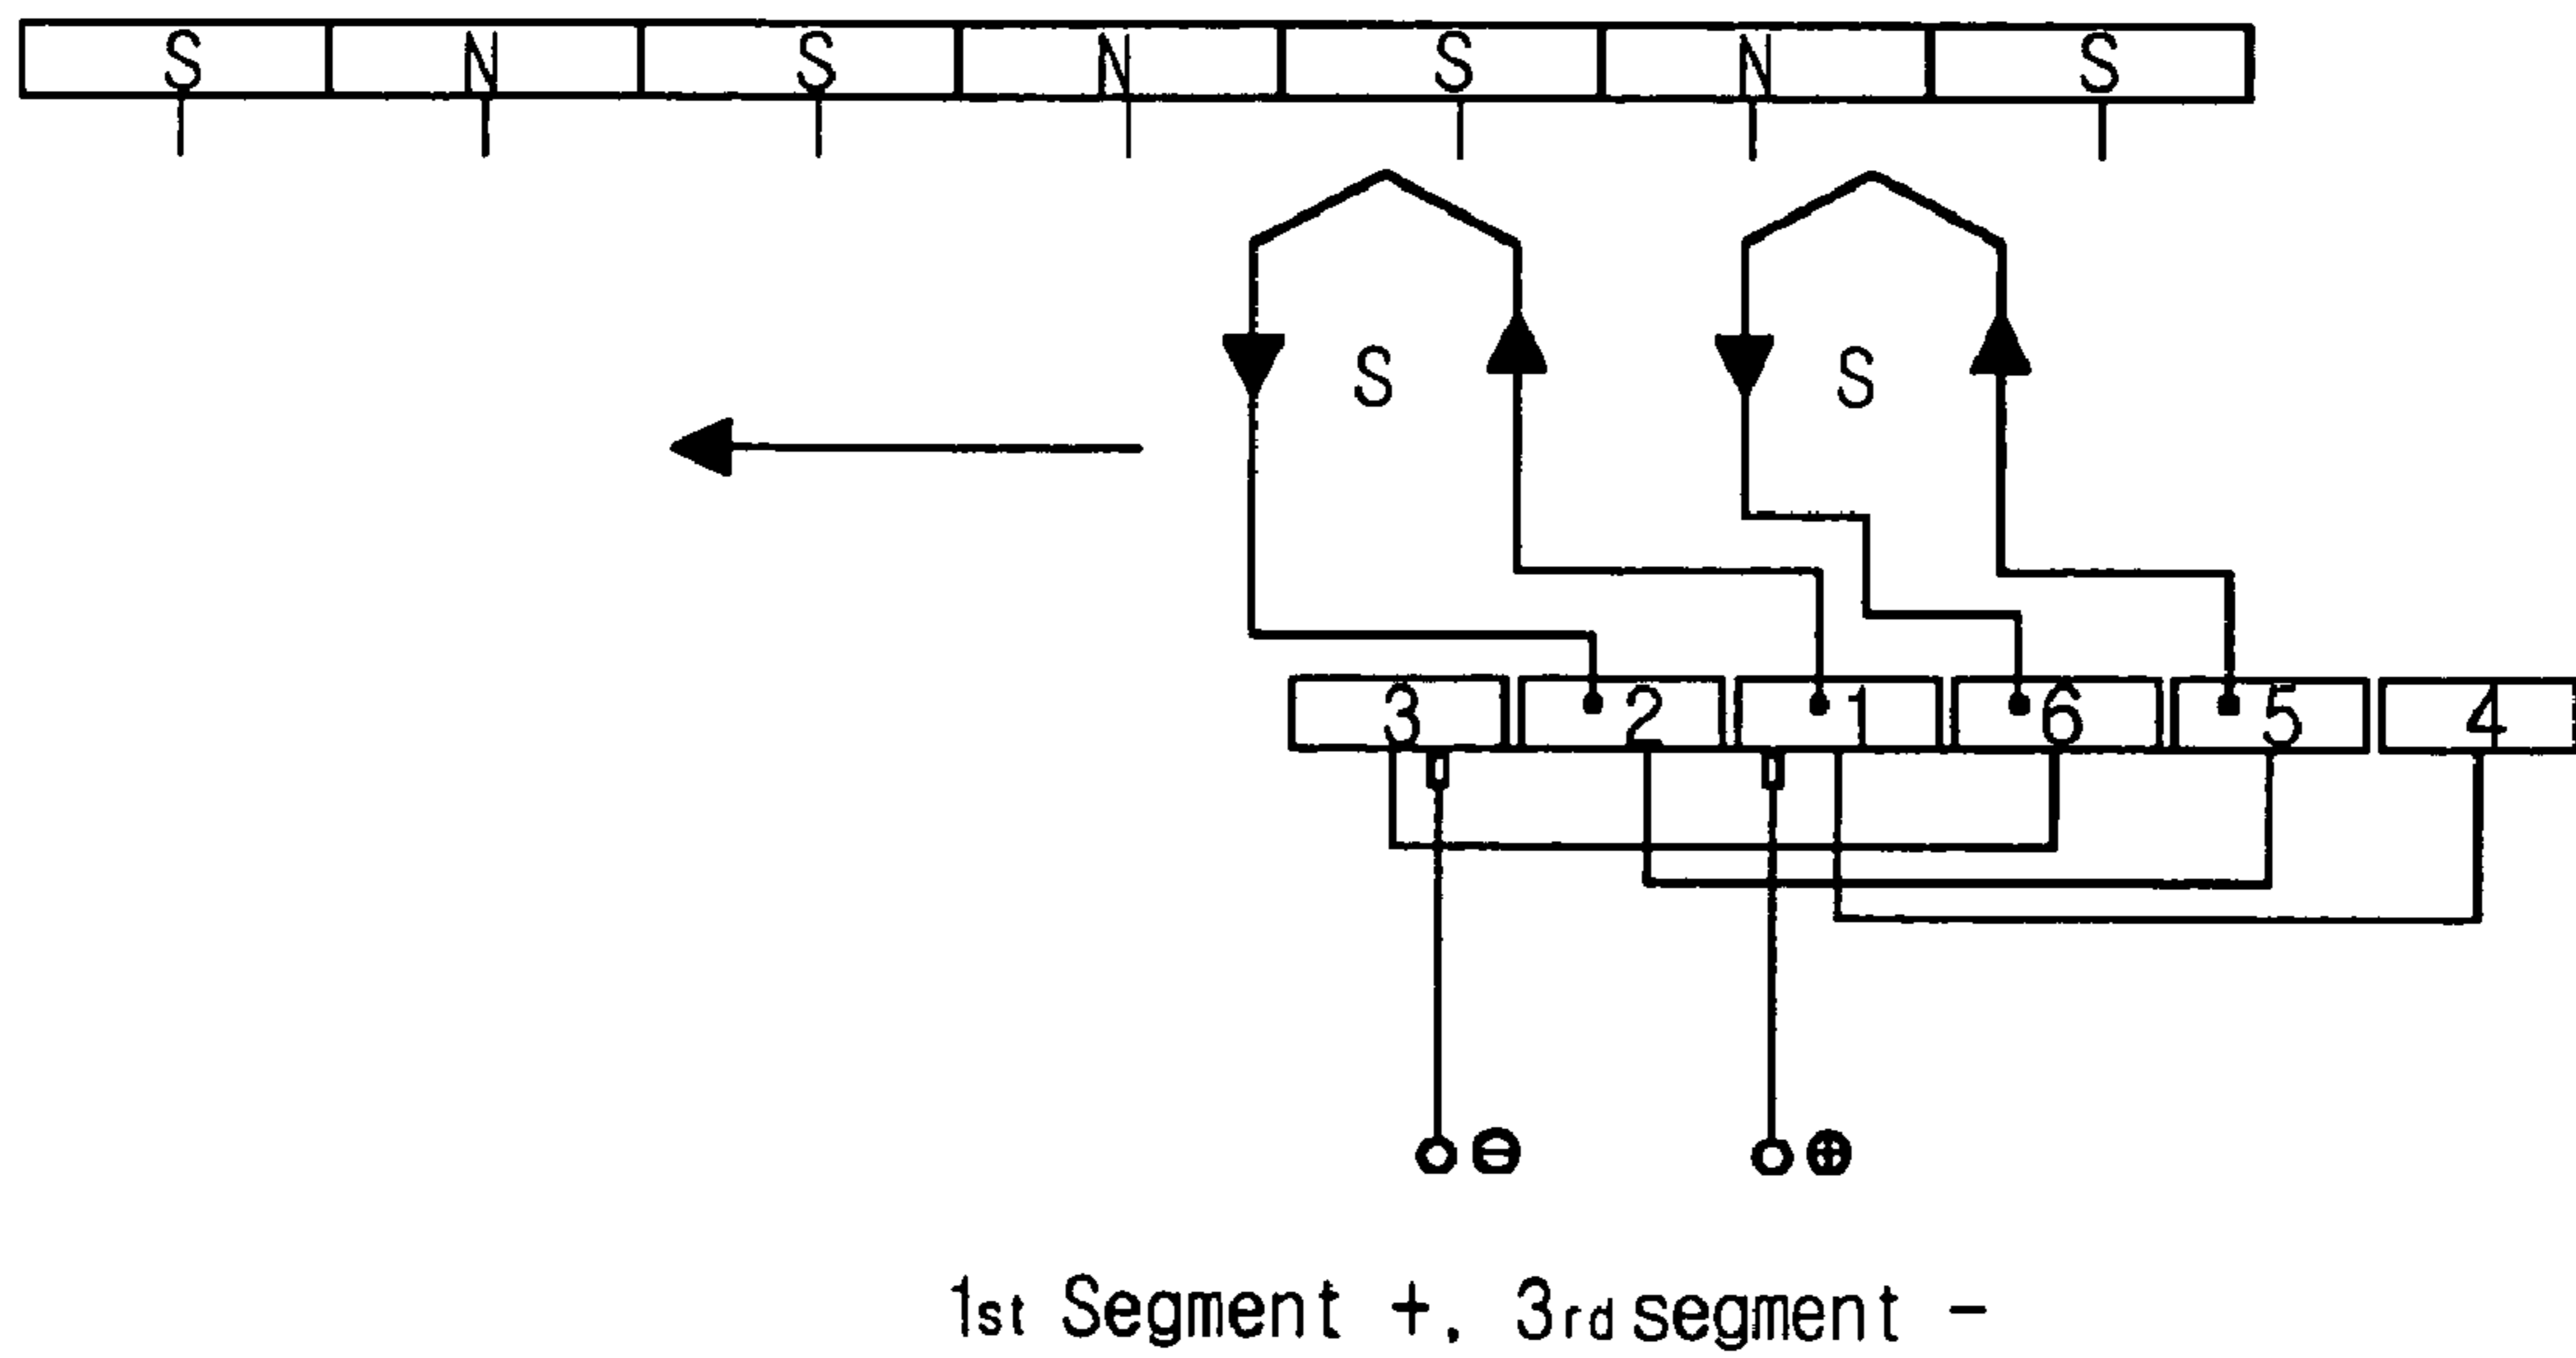 S N S N S N S
S S
3 2 1 6 5 4
⊖ ⊕
1st Segment +. 3rd segment -